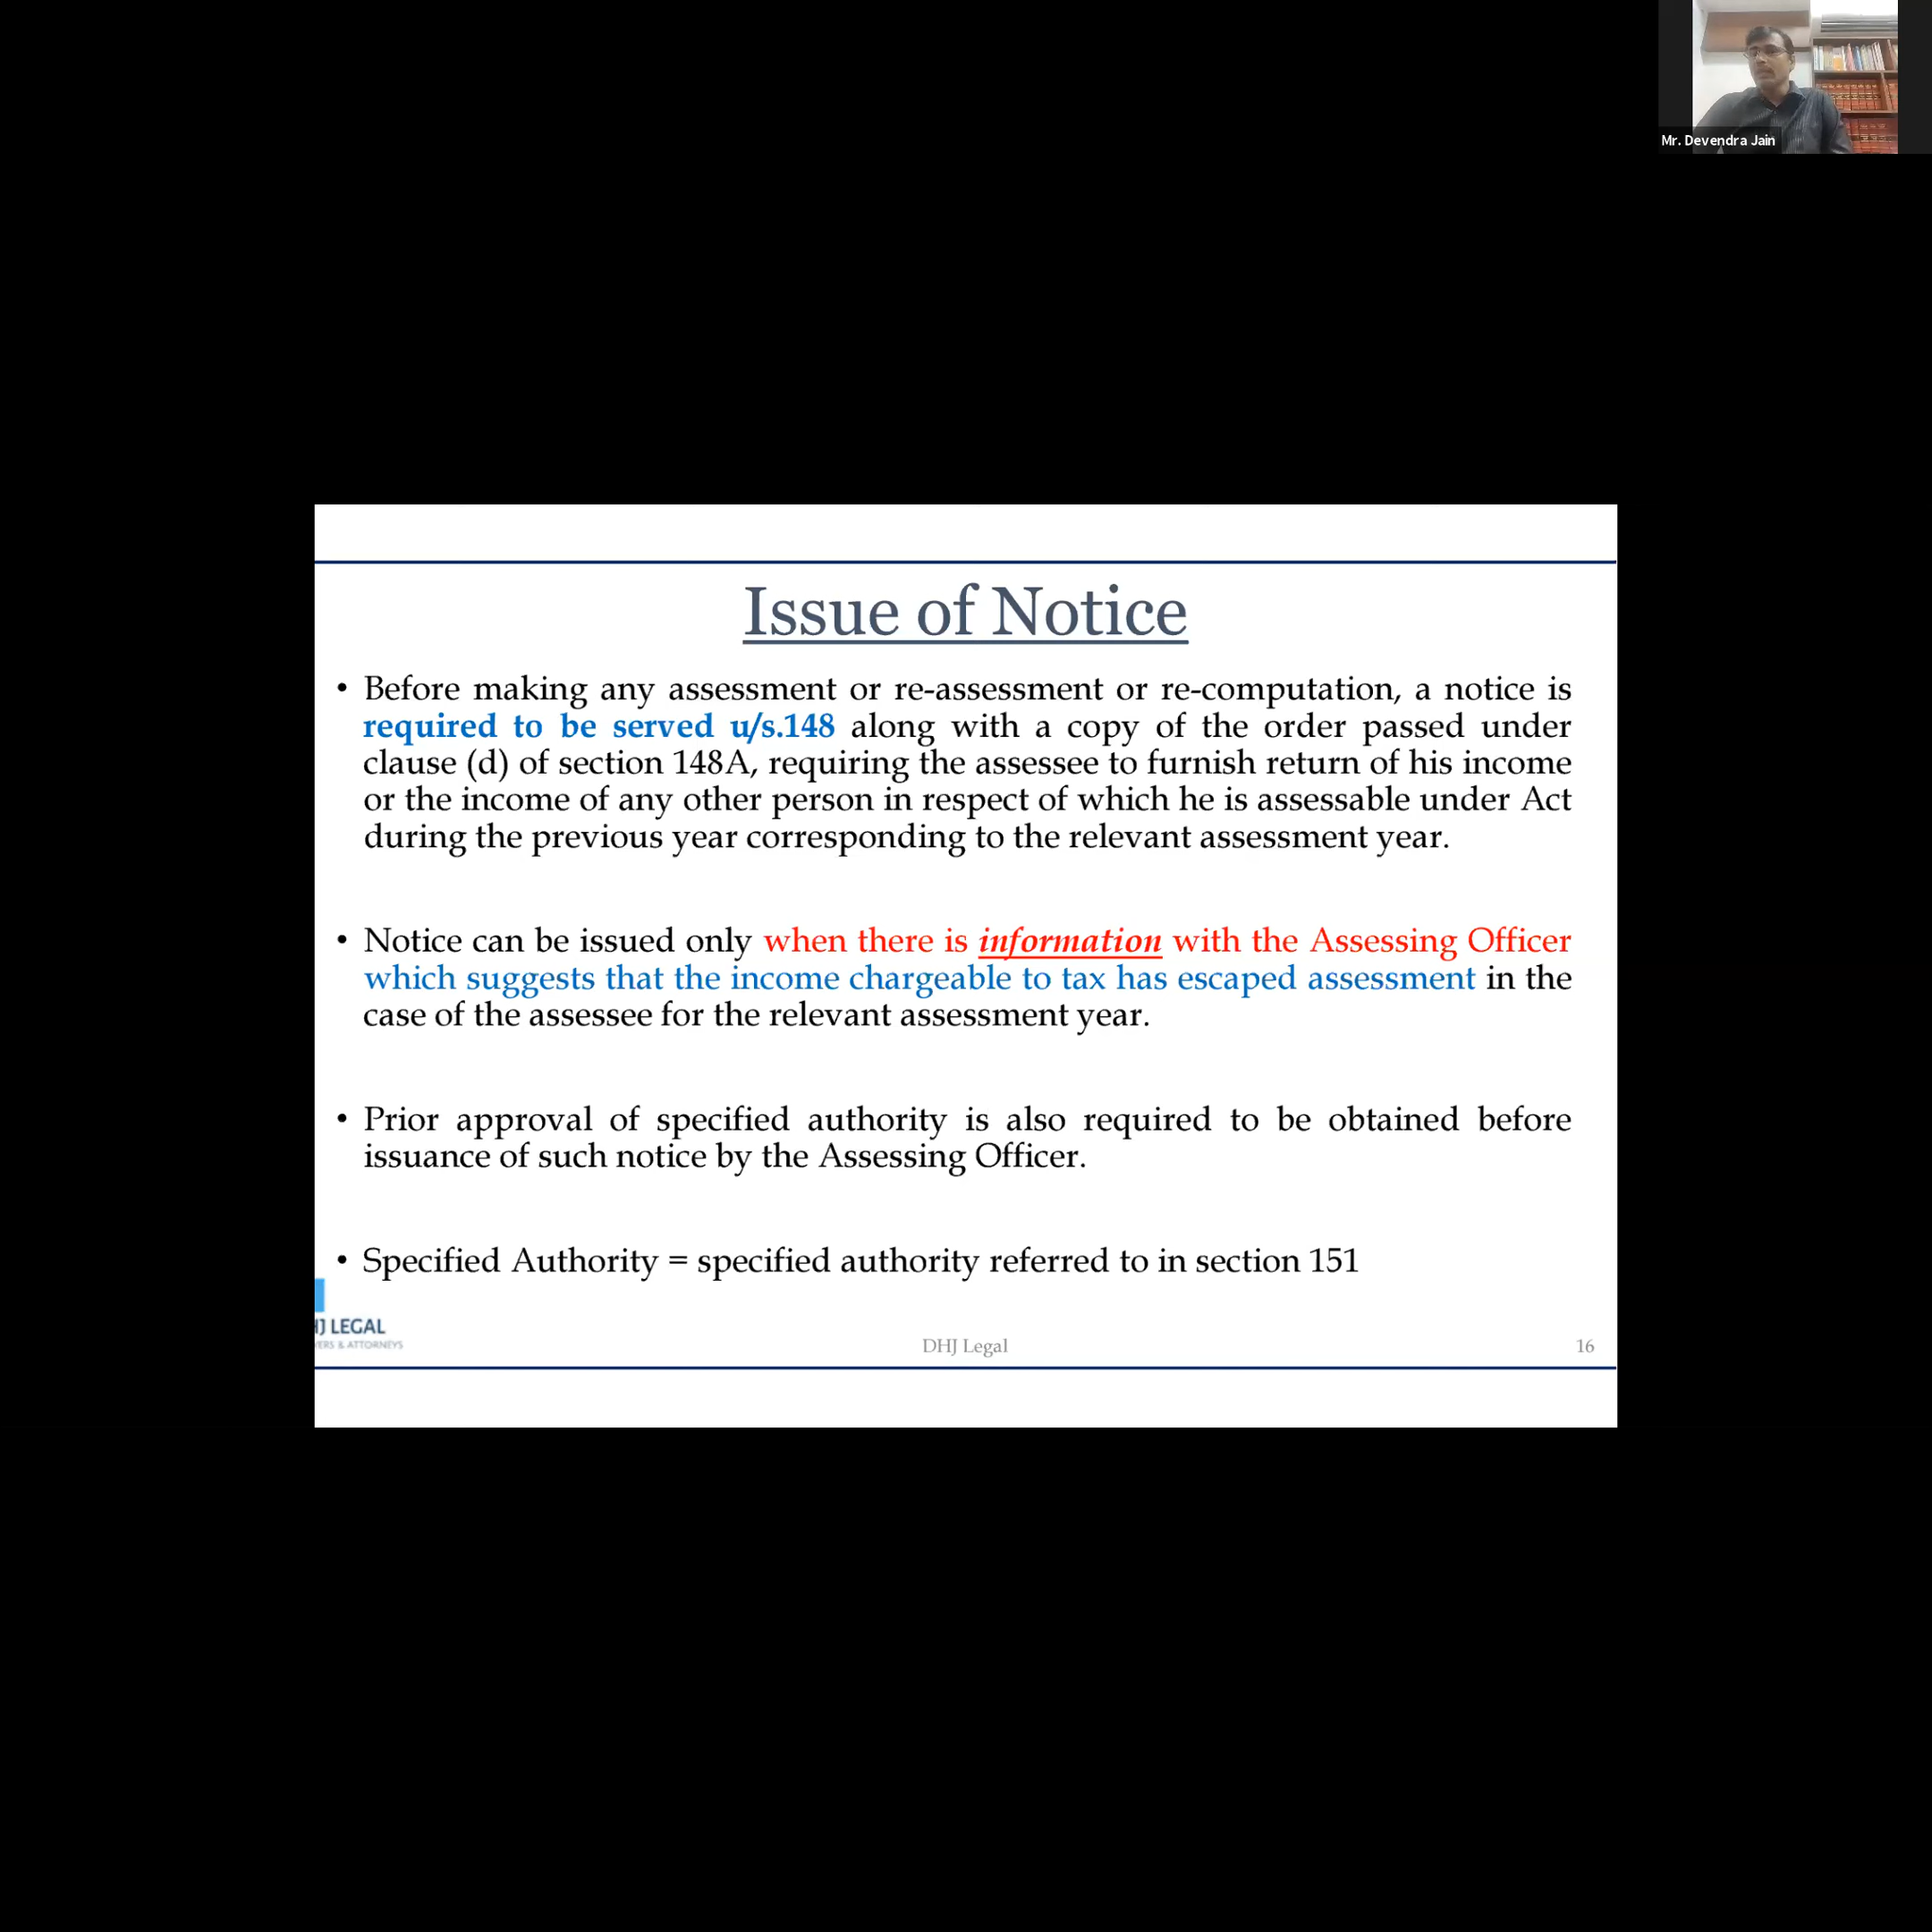 Mr. Devendra Jain
Issue of Notice
• Before making any assessment or re-assessment or re-computation, a notice is
required to be served u/s.148 along with a copy of the order passed under
clause (d) of section 148A, requiring the assessee to furnish return of his income
or the income of any other person in respect of which he is assessable under Act
during the previous year corresponding to the relevant assessment year.
• Notice can be issued only when there is information with the Assessing Officer
which suggests that the income chargeable to tax has escaped assessment in the
case of the assessee for the relevant assessment year.
• Prior approval of specified authority is also required to be obtained before
issuance of such notice by the Assessing Officer.
• Specified Authority = specified authority referred to in section 151
LEGAL
& ATTORNEYS
DHJ Legal
16